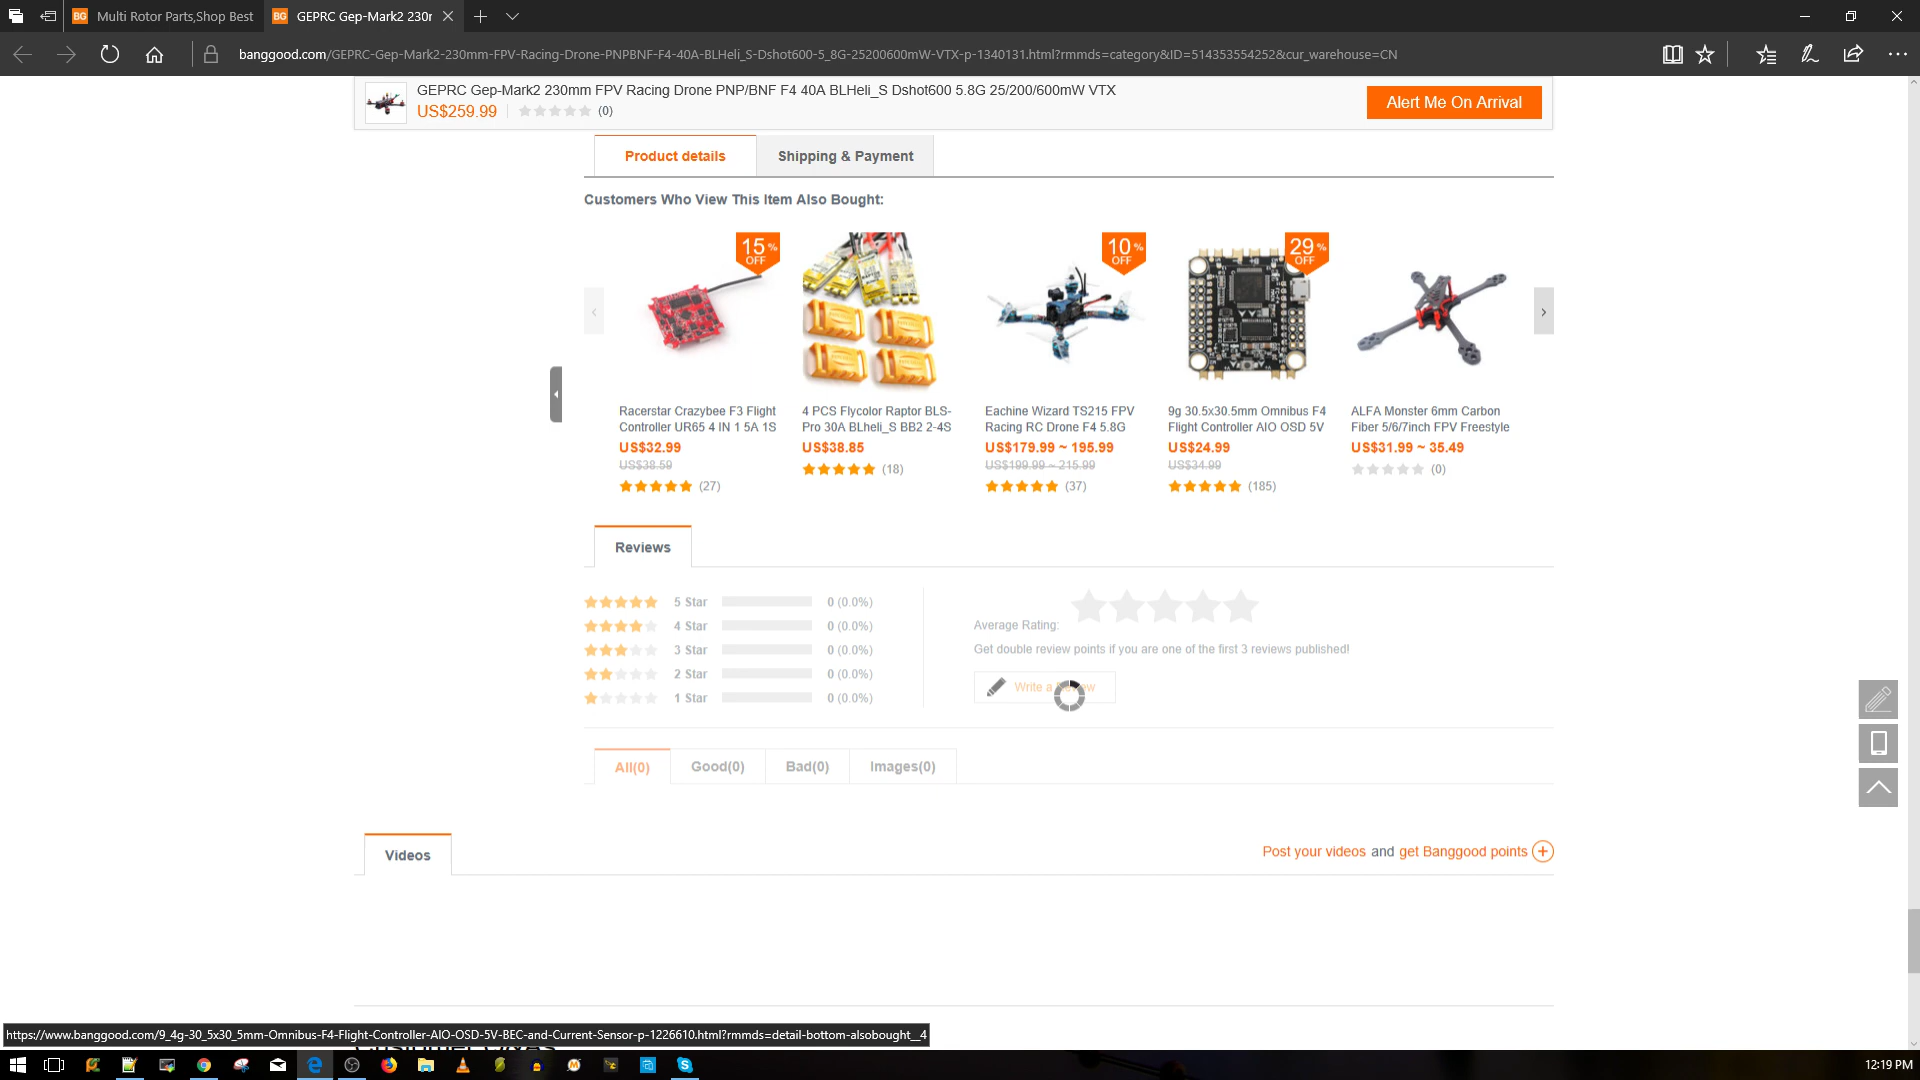 BG Multi Rotor Parts,Shop Best
BG GEPRC Gep-Mark2 230r
banggood.com/GEPRC-Gep-Mark2-230mm-FPV-Racing-Drone-PNPBNF-F4-40A-BLHeli_S-Dshot600-5_8G-25200600mW-VTX-p-1340131.html?rmmds=category&ID=514353554252&cur_warehouse=CN
GEPRC Gep-Mark2 230mm FPV Racing Drone PNP/BNF F4 40A BLHeli_S Dshot600 5.8G 25/200/600mW VTX
US$259.99 (0)
Alert Me On Arrival
Product details
Shipping & Payment
Customers Who View This Item Also Bought:
15% OFF
10% OFF
29% OFF
Racerstar Crazybee F3 Flight
Controller UR65 4 IN 1 5A 1S
US$32.99
US$38.59
(27)
4 PCS Flycolor Raptor BLS-
Pro 30A BLheli_S BB2 2-4S
US$38.85
(18)
Eachine Wizard TS215 FPV
Racing RC Drone F4 5.8G
US$179.99 ~ 195.99
US$199.99 ~ 215.99
(37)
9g 30.5x30.5mm Omnibus F4
Flight Controller AIO OSD 5V
US$24.99
US$34.99
(185)
ALFA Monster 6mm Carbon
Fiber 5/6/7inch FPV Freestyle
US$31.99 ~ 35.49
(0)
Reviews
5 Star 0 (0.0%)
4 Star 0 (0.0%)
3 Star 0 (0.0%)
2 Star 0 (0.0%)
1 Star 0 (0.0%)
Average Rating:
Get double review points if you are one of the first 3 reviews published!
Write a Review
All(0)
Good(0)
Bad(0)
Images(0)
Videos
Post your videos and get Banggood points
https://www.banggood.com/9_4g-30_5x30_5mm-Omnibus-F4-Flight-Controller-AIO-OSD-5V-BEC-and-Current-Sensor-p-1226610.html?rmmds=detail-bottom-alsobought__4
Customer Q&As
12:19 PM